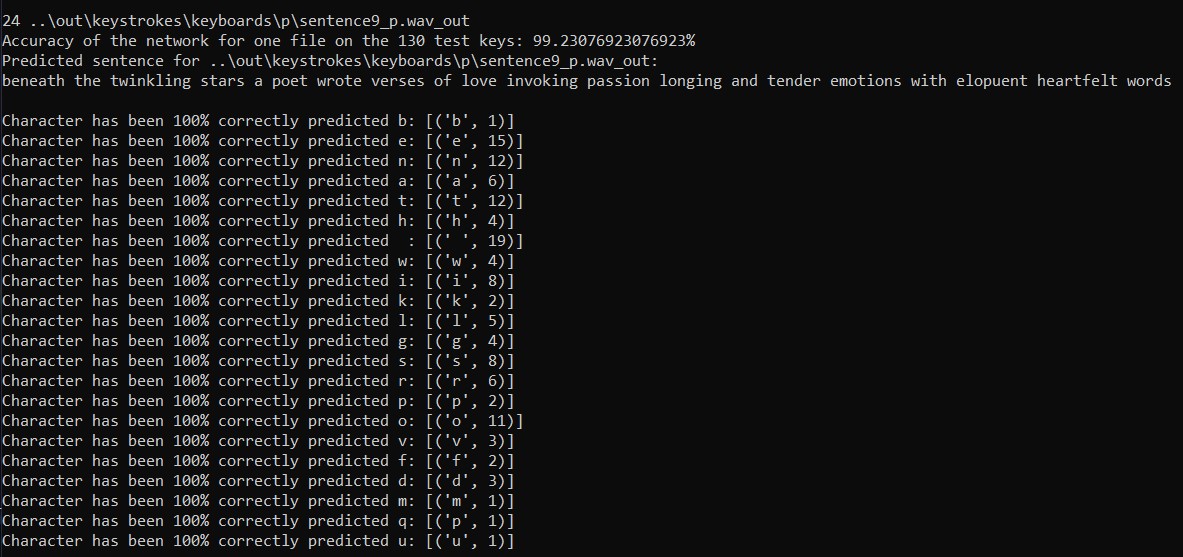 24 ..\out\keystrokes\keyboards\p\sentence9_p.wav_out
Accuracy of the network for one file on the 130 test keys: 99.23076923076923%
Predicted sentence for ..\out\keystrokes\keyboards\p\sentence9_p.wav_out:
beneath the twinkling stars a poet wrote verses of love invoking passion longing and tender emotions with elopuent heartfelt words
Character has been 100% correctly predicted b: [('b', 1)]
Character has been 100% correctly predicted e: [('e', 15)]
Character has been 100% correctly predicted n: [('n', 12)]
Character has been 100% correctly predicted a: [('a', 6)]
Character has been 100% correctly predicted t: [('t', 12)]
Character has been 100% correctly predicted h: [('h', 4)]
Character has been 100% correctly predicted  : [(' ', 19)]
Character has been 100% correctly predicted w: [('w', 4)]
Character has been 100% correctly predicted i: [('i', 8)]
Character has been 100% correctly predicted k: [('k', 2)]
Character has been 100% correctly predicted l: [('l', 5)]
Character has been 100% correctly predicted g: [('g', 4)]
Character has been 100% correctly predicted s: [('s', 8)]
Character has been 100% correctly predicted r: [('r', 6)]
Character has been 100% correctly predicted p: [('p', 2)]
Character has been 100% correctly predicted o: [('o', 11)]
Character has been 100% correctly predicted v: [('v', 3)]
Character has been 100% correctly predicted f: [('f', 2)]
Character has been 100% correctly predicted d: [('d', 3)]
Character has been 100% correctly predicted m: [('m', 1)]
Character has been 100% correctly predicted q: [('p', 1)]
Character has been 100% correctly predicted u: [('u', 1)]